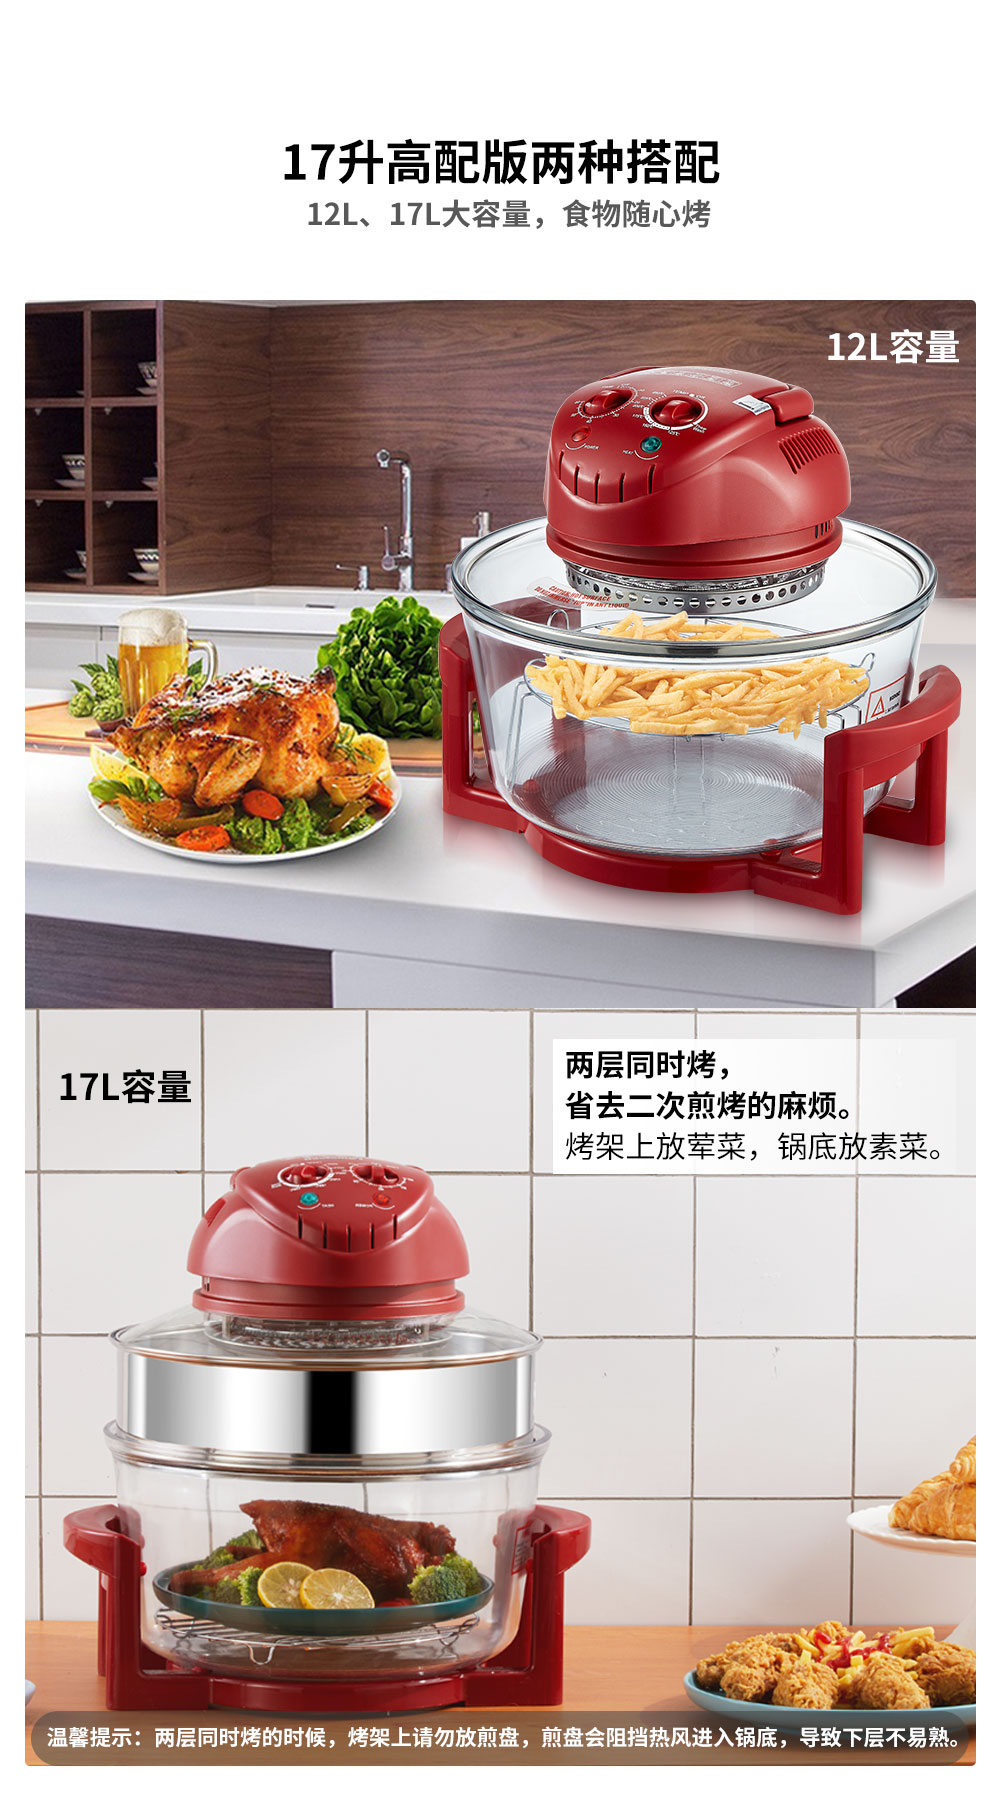 17升高配版两种搭配
12L、17L大容量，食物随心烤
12L容量
POWER
HEAT
CAUTION HOT SURFACE
17L容量
两层同时烤，
省去二次煎烤的麻烦。
烤架上放荤菜，锅底放素菜。
温馨提示：两层同时烤的时候，烤架上请勿放煎盘，煎盘会阻挡热风进入锅底，导致下层不易熟。